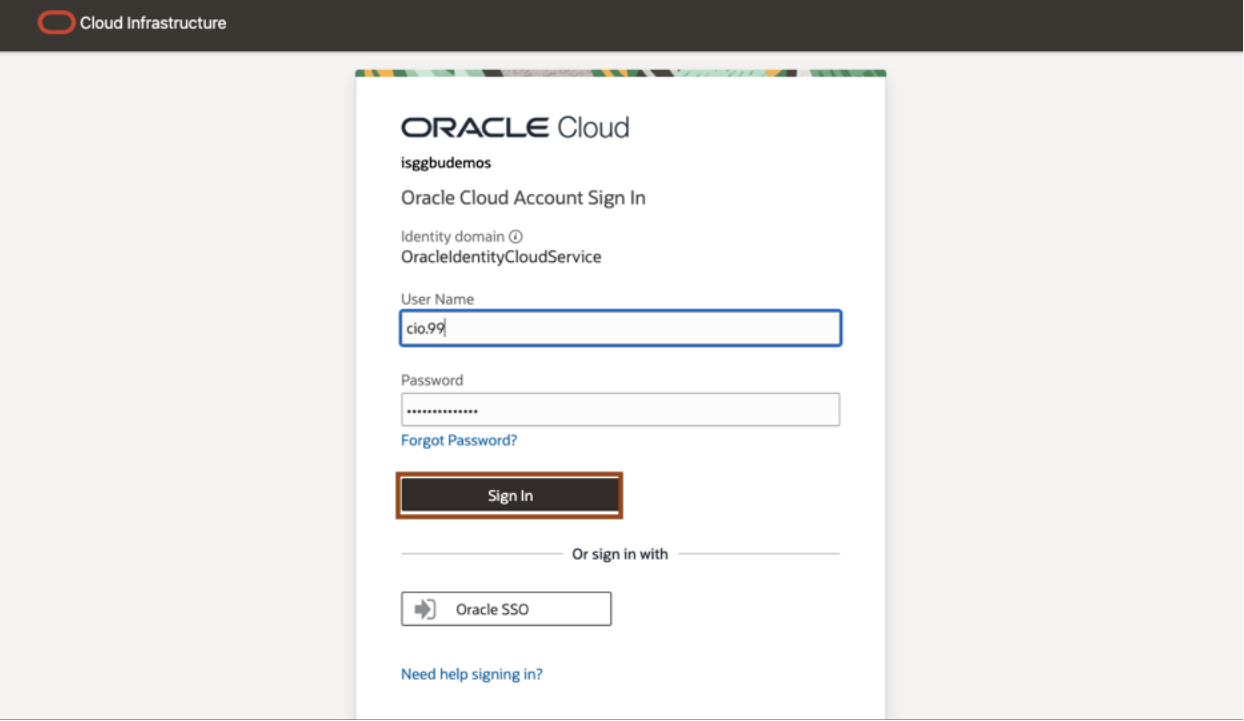 Cloud Infrastructure
ORACLE Cloud
isggbudemos
Oracle Cloud Account Sign In
Identity domain
OracleIdentityCloudService
User Name
cio.99
Password
••••••••••••••
Forgot Password?
Sign In
Or sign in with
Oracle SSO
Need help signing in?